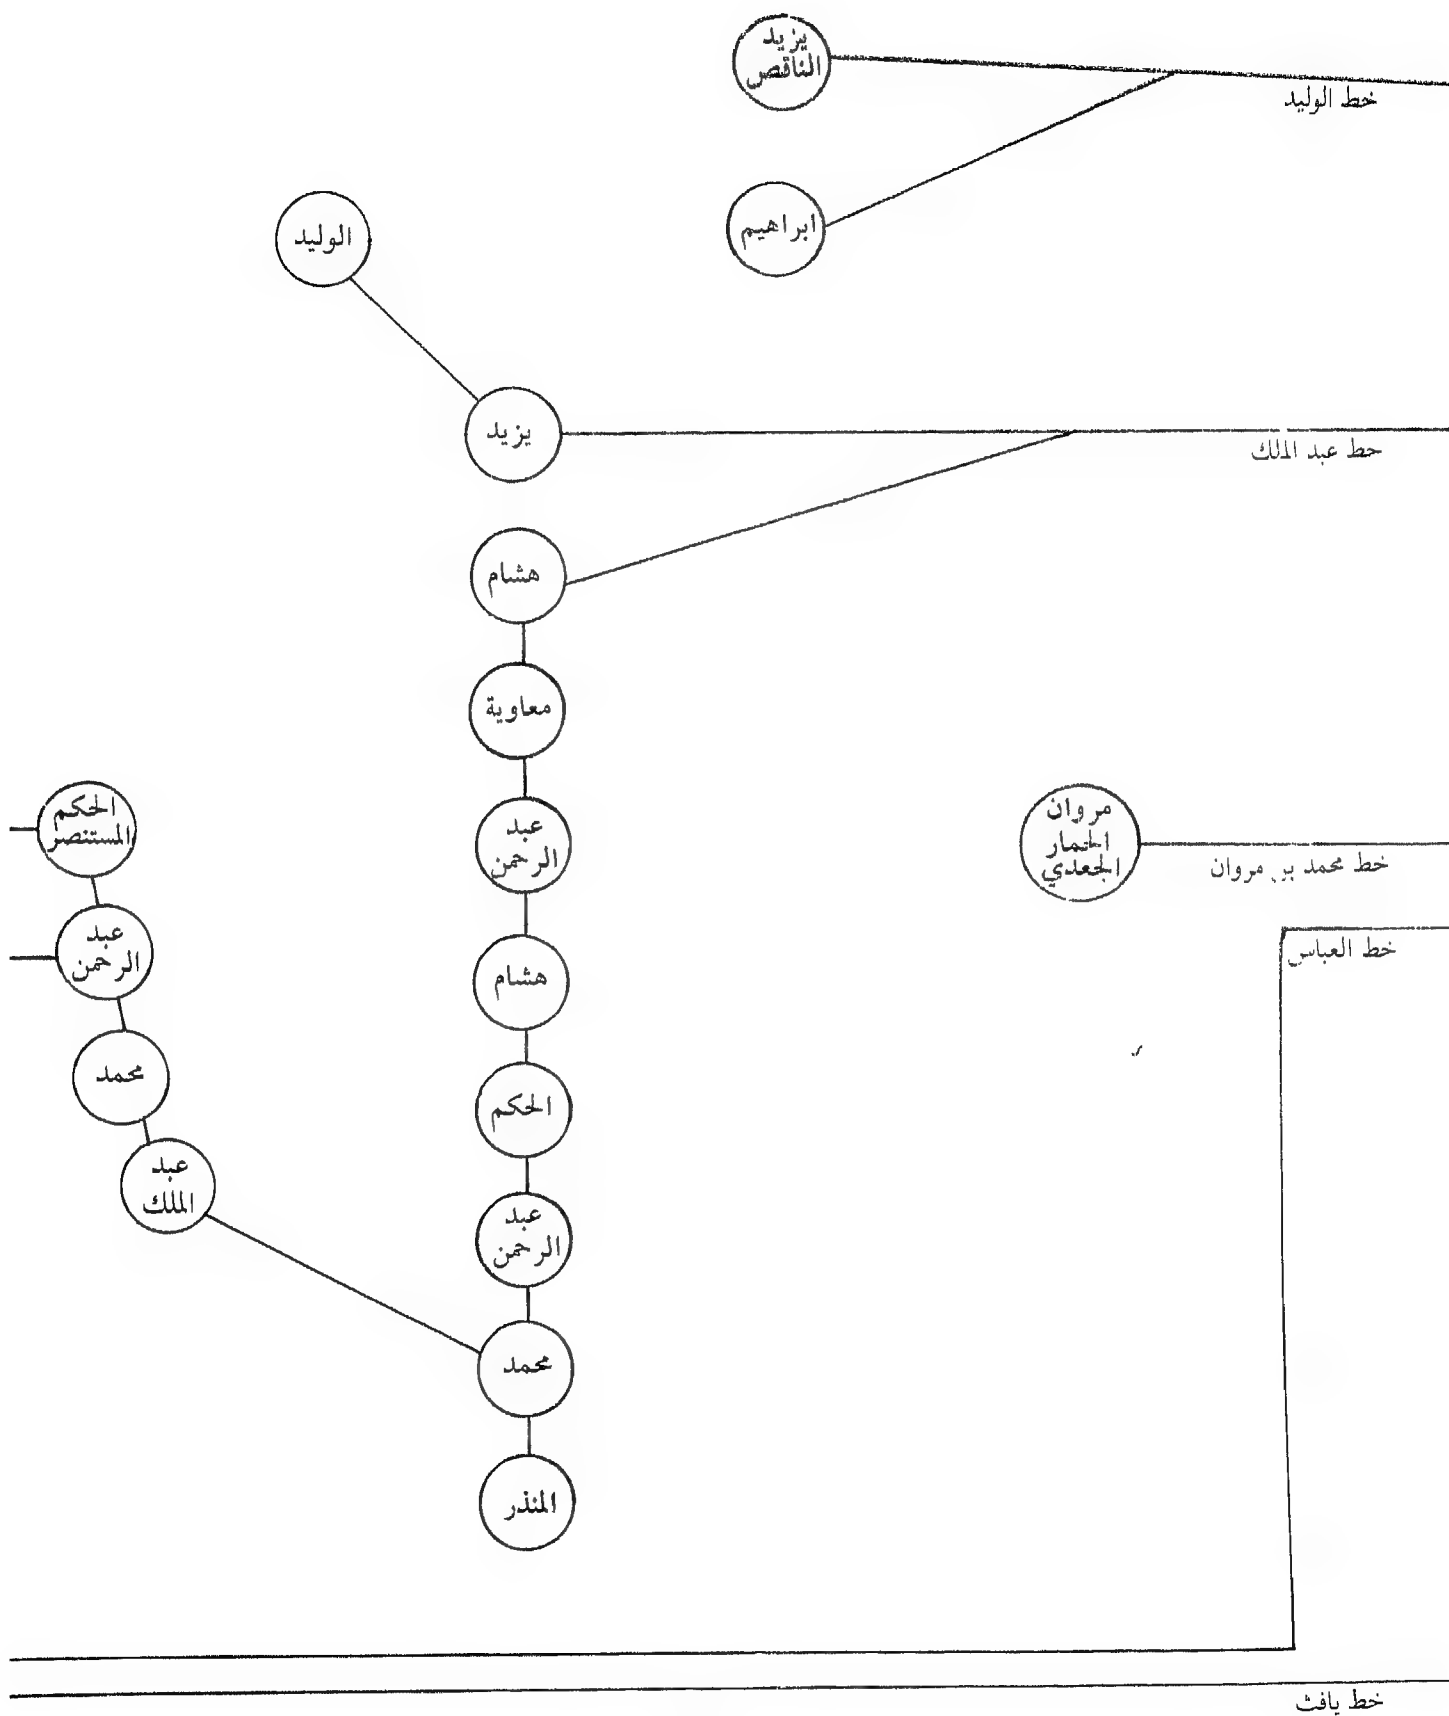 يزيد
الناقص
خط الوليد
ابراهيم
الوليد
يزيد
حط عبد الملك
هشام
معاوية
الحكم
المستنصر
عبد
الرحمن
مروان
الحمار
الجعدي
خط محمد بن مروان
عبد
الرحمن
خط العباس
هشام
محمد
الحكم
عبد
الملك
عبد
الرحمن
محمد
المنذر
خط يافث